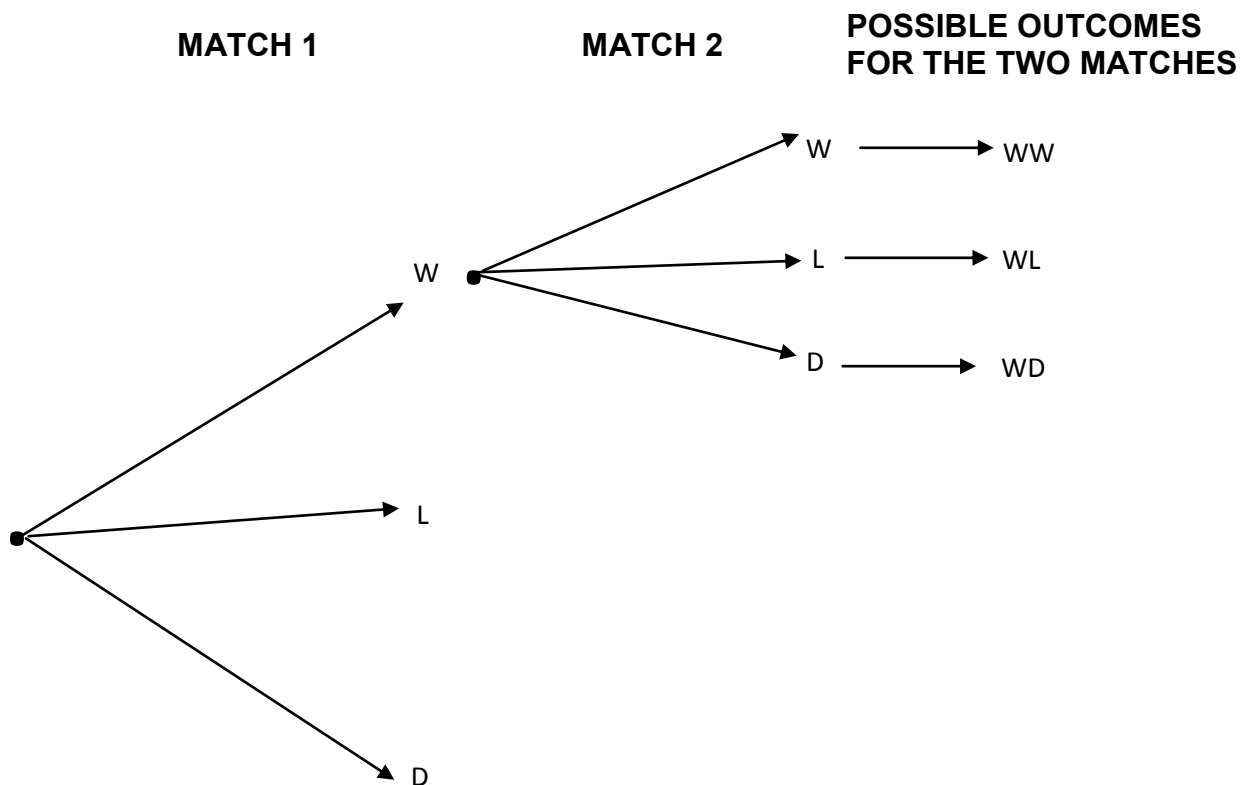 MATCH 1
MATCH 2
POSSIBLE OUTCOMES
FOR THE TWO MATCHES
W
WW
W
L
WL
D
WD
L
D